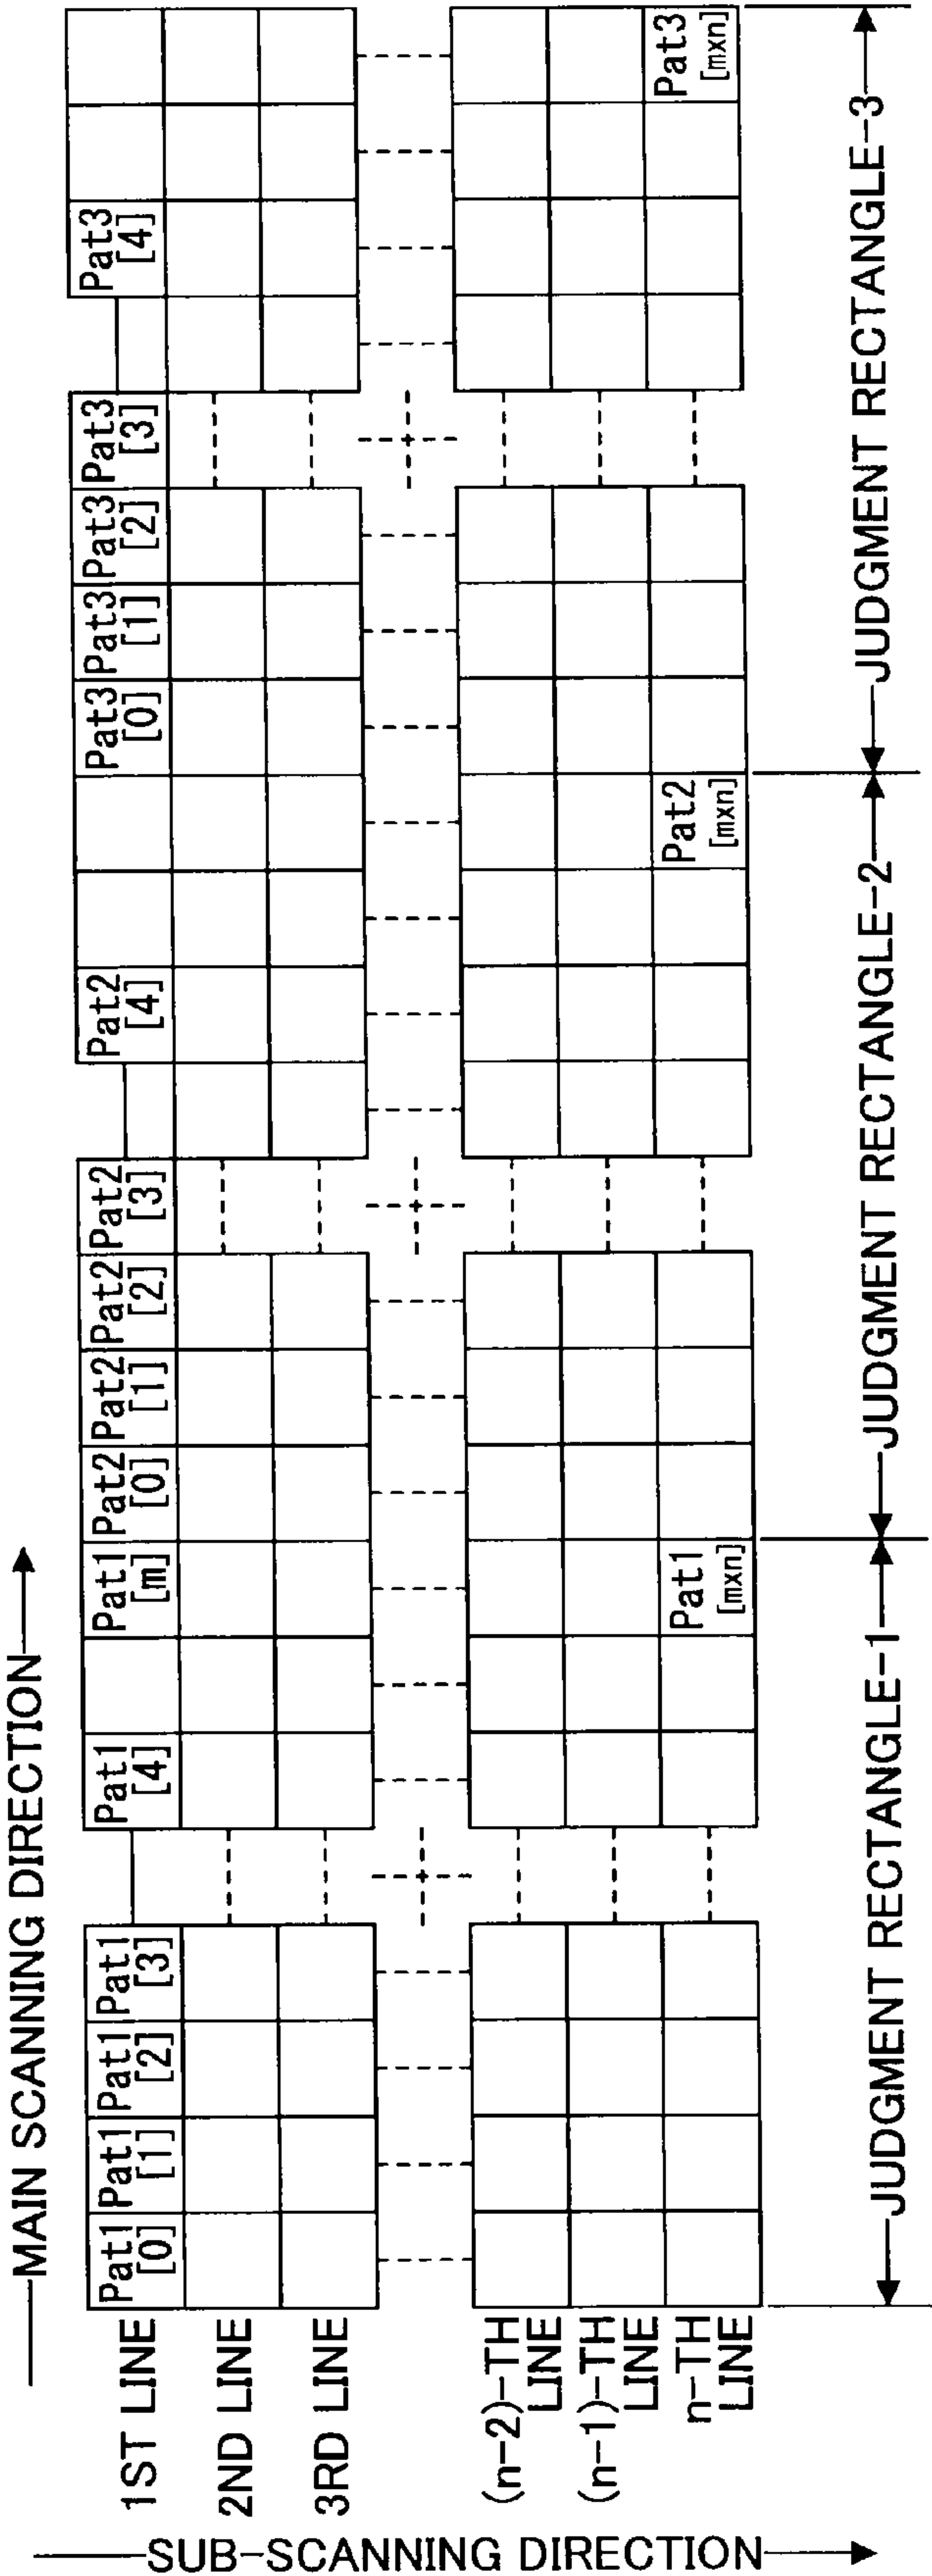 MAIN SCANNING DIRECTION
SUB-SCANNING DIRECTION
1ST LINE
2ND LINE
3RD LINE
(n-2)-TH
LINE
(n-1)-TH
LINE
n-TH
LINE
Pat1
[0]
Pat1
[1]
Pat1
[2]
Pat1
[3]
Pat1
[4]
Pat1
[m]
Pat2
[0]
Pat2
[1]
Pat2
[2]
Pat2
[3]
Pat2
[4]
Pat3
[0]
Pat3
[1]
Pat3
[2]
Pat3
[3]
Pat3
[4]
Pat1
[mxn]
Pat2
[mxn]
Pat3
[mxn]
JUDGMENT RECTANGLE-1
JUDGMENT RECTANGLE-2
JUDGMENT RECTANGLE-3